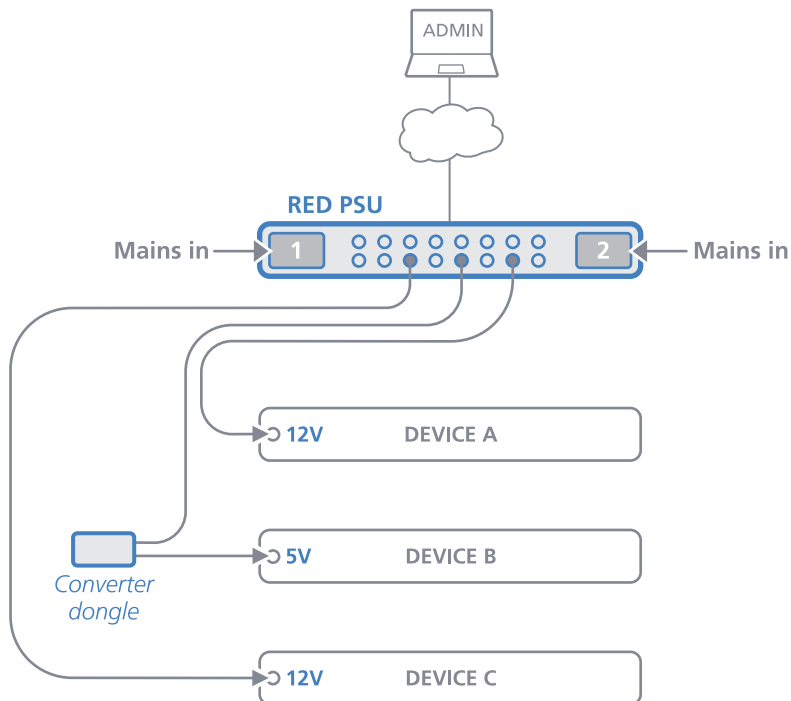 ADMIN
RED PSU
Mains in
1
2
Mains in
12V
DEVICE A
5V
DEVICE B
Converter
dongle
12V
DEVICE C